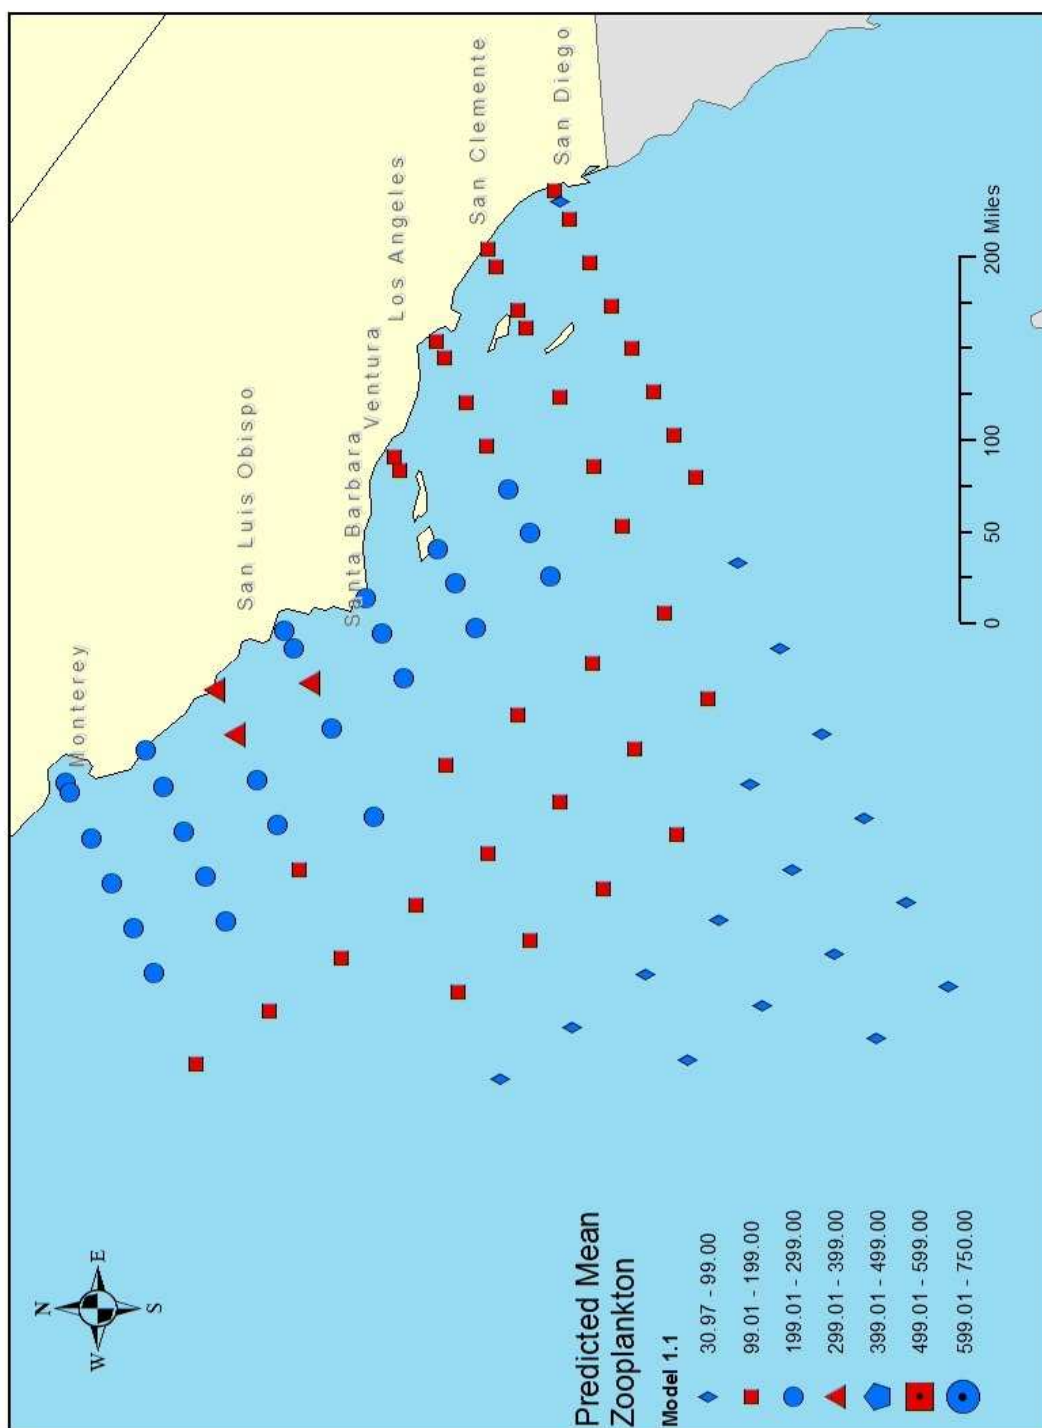 Monterey
San Luis Obispo
Santa Barbara
Ventura
Los Angeles
San Clemente
San Diego
N
W
E
S
Predicted Mean
Zooplankton
Model 1.1
30.97 - 99.00
99.01 - 199.00
199.01 - 299.00
299.01 - 399.00
399.01 - 499.00
499.01 - 599.00
599.01 - 750.00
0 50 100 200 Miles